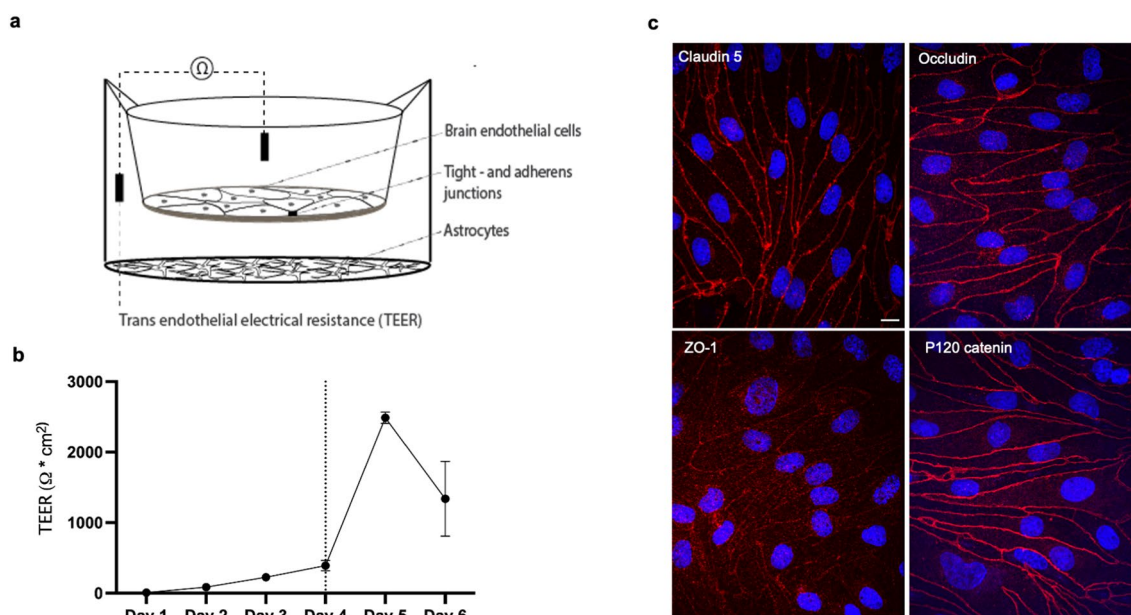 a
Ω
Brain endothelial cells
Tight - and adherens
junctions
Astrocytes
Trans endothelial electrical resistance (TEER)
b
TEER (Ω * cm²)
3000
2000
1000
0
Day 1 Day 2 Day 3 Day 4 Day 5 Day 6
c
Claudin 5
Occludin
ZO-1
P120 catenin